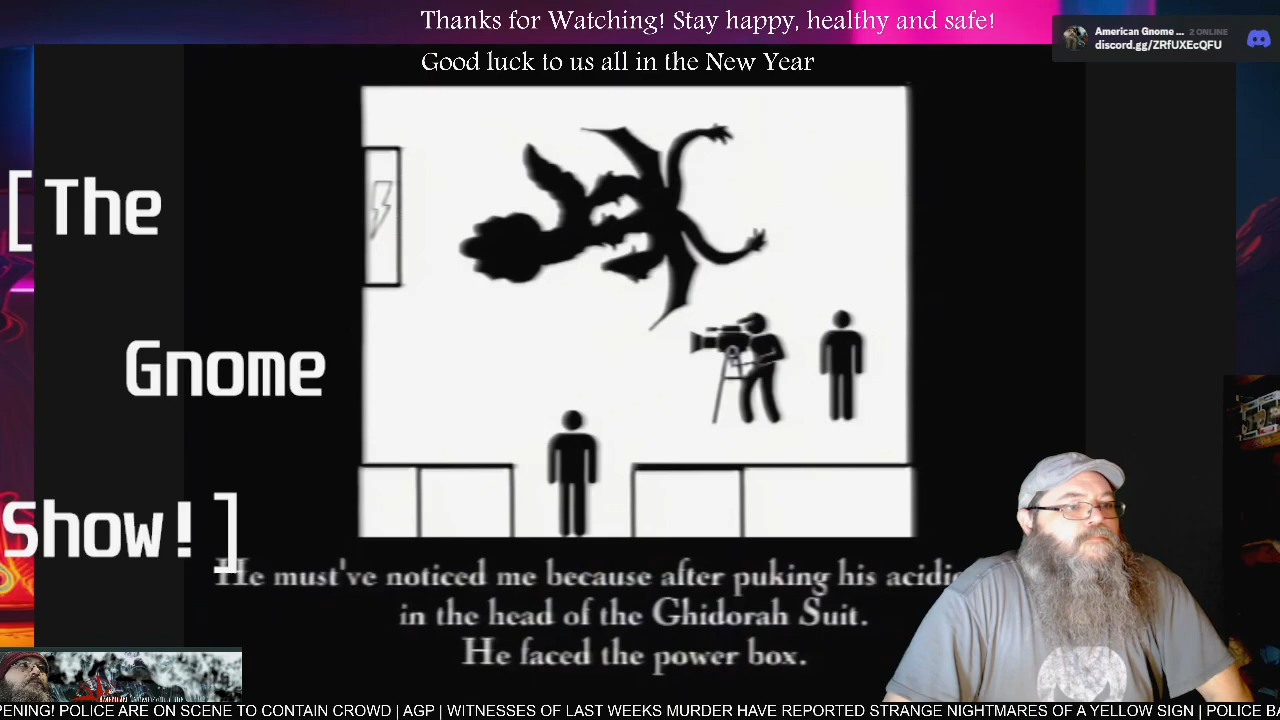 Thanks for Watching! Stay happy, healthy and safe!
Good luck to us all in the New Year
American Gnome ... 2 ONLINE
discord.gg/ZRfUXEcQFU
[The
Gnome
Show!]
He must've noticed me because after puking his acidic
in the head of the Ghidorah Suit.
He faced the power box.
PENING! POLICE ARE ON SCENE TO CONTAIN CROWD | AGP | WITNESSES OF LAST WEEKS MURDER HAVE REPORTED STRANGE NIGHTMARES OF A YELLOW SIGN | POLICE BA